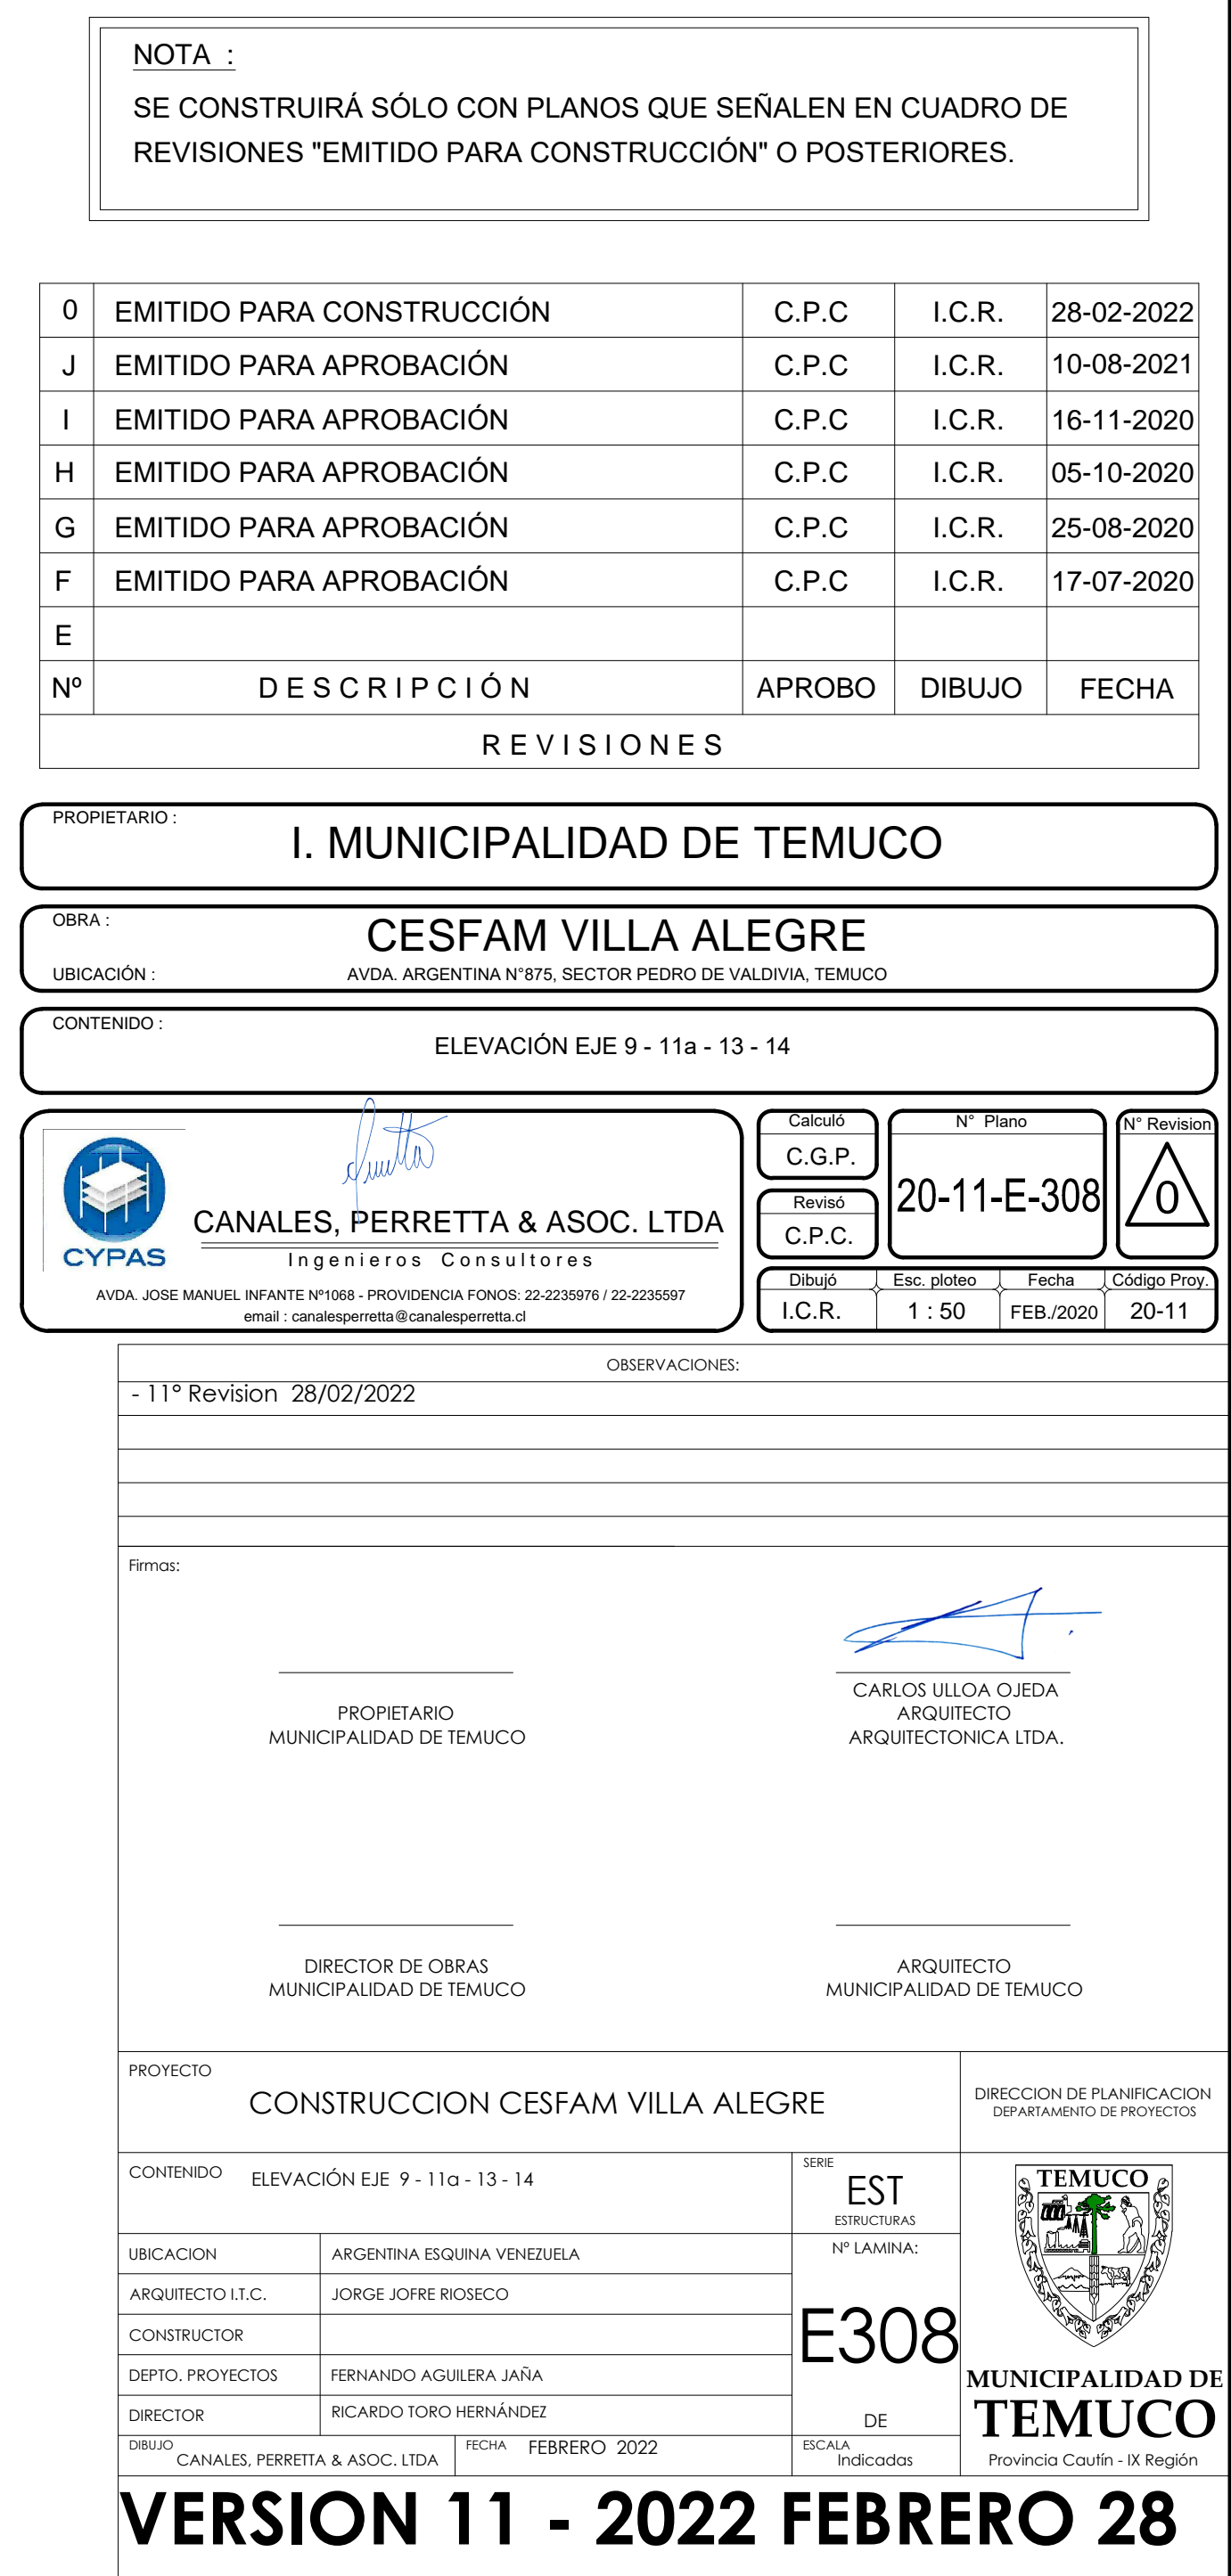 NOTA :
SE CONSTRUIRÁ SÓLO CON PLANOS QUE SEÑALEN EN CUADRO DE
REVISIONES "EMITIDO PARA CONSTRUCCIÓN" O POSTERIORES.
0 EMITIDO PARA CONSTRUCCIÓN C.P.C I.C.R. 28-02-2022
J EMITIDO PARA APROBACIÓN C.P.C I.C.R. 10-08-2021
I EMITIDO PARA APROBACIÓN C.P.C I.C.R. 16-11-2020
H EMITIDO PARA APROBACIÓN C.P.C I.C.R. 05-10-2020
G EMITIDO PARA APROBACIÓN C.P.C I.C.R. 25-08-2020
F EMITIDO PARA APROBACIÓN C.P.C I.C.R. 17-07-2020
E
Nº DESCRIPCIÓN APROBO DIBUJO FECHA
REVISIONES
PROPIETARIO :
I. MUNICIPALIDAD DE TEMUCO
OBRA :
CESFAM VILLA ALEGRE
UBICACIÓN : AVDA. ARGENTINA N°875, SECTOR PEDRO DE VALDIVIA, TEMUCO
CONTENIDO :
ELEVACIÓN EJE 9 - 11a - 13 - 14
CYPAS
CANALES, PERRETTA & ASOC. LTDA
Ingenieros Consultores
AVDA. JOSE MANUEL INFANTE Nº1068 - PROVIDENCIA FONOS: 22-2235976 / 22-2235597
email : canalesperretta@canalesperretta.cl
Calculó
C.G.P.
Revisó
C.P.C.
N° Plano
20-11-E-308
N° Revision
0
Dibujó Esc. ploteo Fecha Código Proy.
I.C.R. 1 : 50 FEB./2020 20-11
OBSERVACIONES:
- 11° Revision 28/02/2022
Firmas:
PROPIETARIO
MUNICIPALIDAD DE TEMUCO
CARLOS ULLOA OJEDA
ARQUITECTO
ARQUITECTONICA LTDA.
DIRECTOR DE OBRAS
MUNICIPALIDAD DE TEMUCO
ARQUITECTO
MUNICIPALIDAD DE TEMUCO
PROYECTO
CONSTRUCCION CESFAM VILLA ALEGRE
DIRECCION DE PLANIFICACION
DEPARTAMENTO DE PROYECTOS
CONTENIDO ELEVACIÓN EJE 9 - 11a - 13 - 14
SERIE
EST
ESTRUCTURAS
UBICACION ARGENTINA ESQUINA VENEZUELA
ARQUITECTO I.T.C. JORGE JOFRE RIOSECO
CONSTRUCTOR
DEPTO. PROYECTOS FERNANDO AGUILERA JAÑA
DIRECTOR RICARDO TORO HERNÁNDEZ
Nº LAMINA:
E308
DE
DIBUJO
CANALES, PERRETTA & ASOC. LTDA
FECHA FEBRERO 2022
ESCALA
Indicadas
TEMUCO
MUNICIPALIDAD DE
TEMUCO
Provincia Cautín - IX Región
VERSION 11 - 2022 FEBRERO 28